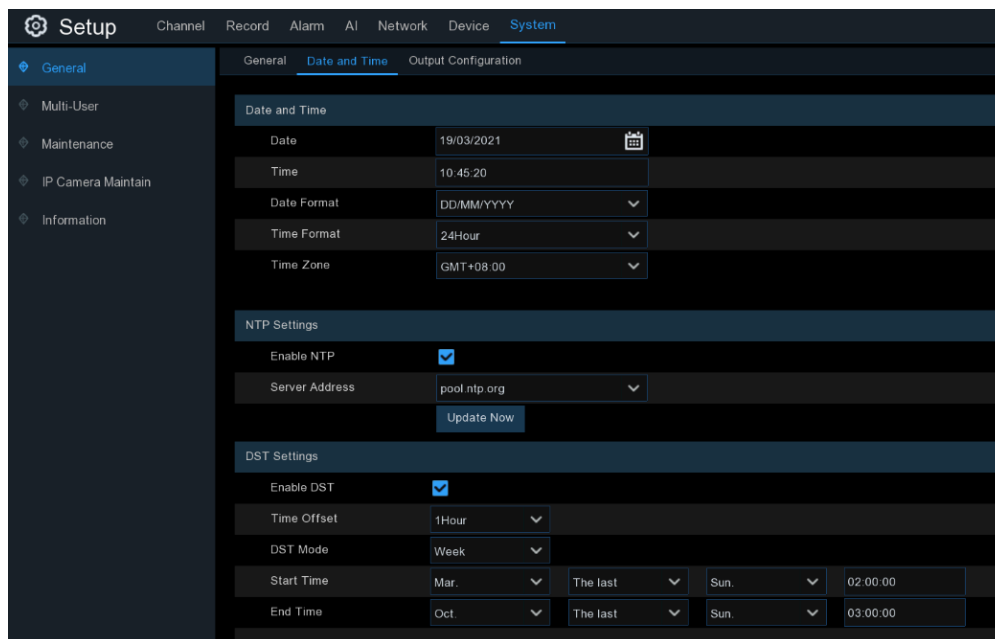 Setup Channel Record Alarm AI Network Device System
General
Multi-User
Maintenance
IP Camera Maintain
Information
General Date and Time Output Configuration
Date and Time
Date 19/03/2021
Time 10:45:20
Date Format DD/MM/YYYY
Time Format 24Hour
Time Zone GMT+08:00
NTP Settings
Enable NTP
Server Address pool.ntp.org
Update Now
DST Settings
Enable DST
Time Offset 1Hour
DST Mode Week
Start Time Mar. The last Sun. 02:00:00
End Time Oct. The last Sun. 03:00:00